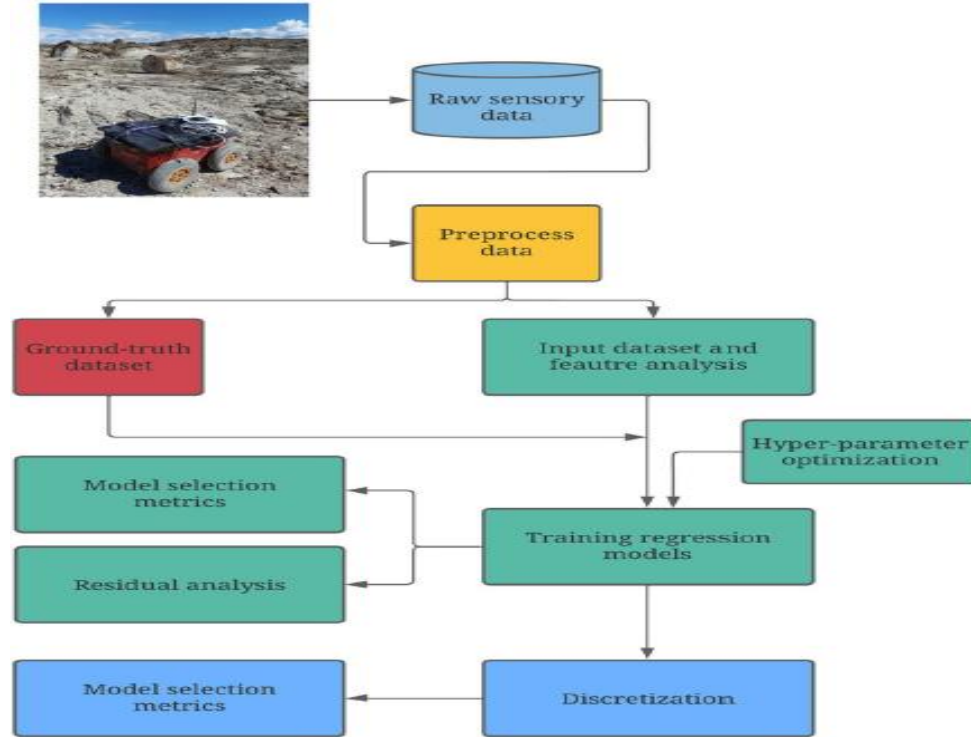 Raw sensory
data
Preprocess
data
Ground-truth
dataset
Input dataset and
feautre analysis
Hyper-parameter
optimization
Model selection
metrics
Training regression
models
Residual analysis
Model selection
metrics
Discretization